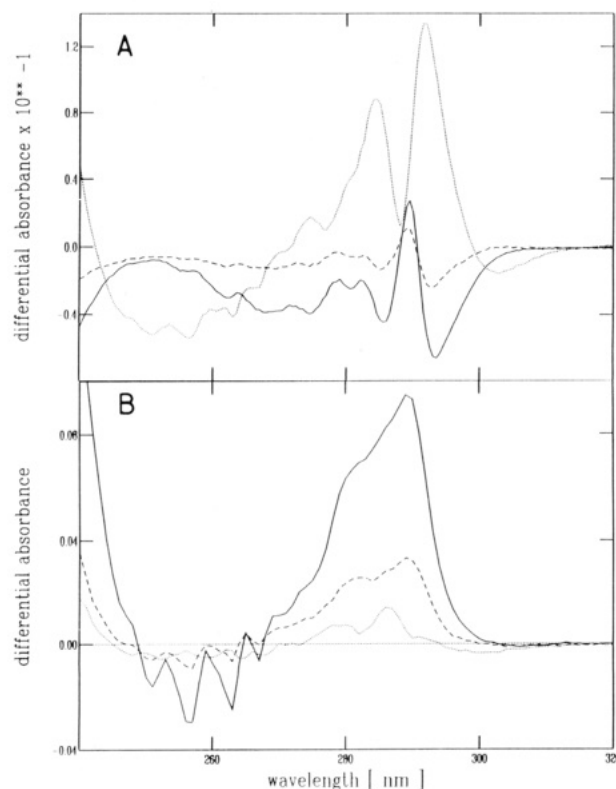 A
differential absorbance x 10** -1
1.2
0.8
0.4
0.0
-0.4
B
differential absorbance
0.08
0.04
0.00
-0.04
260
280
300
320
wavelength [ nm ]